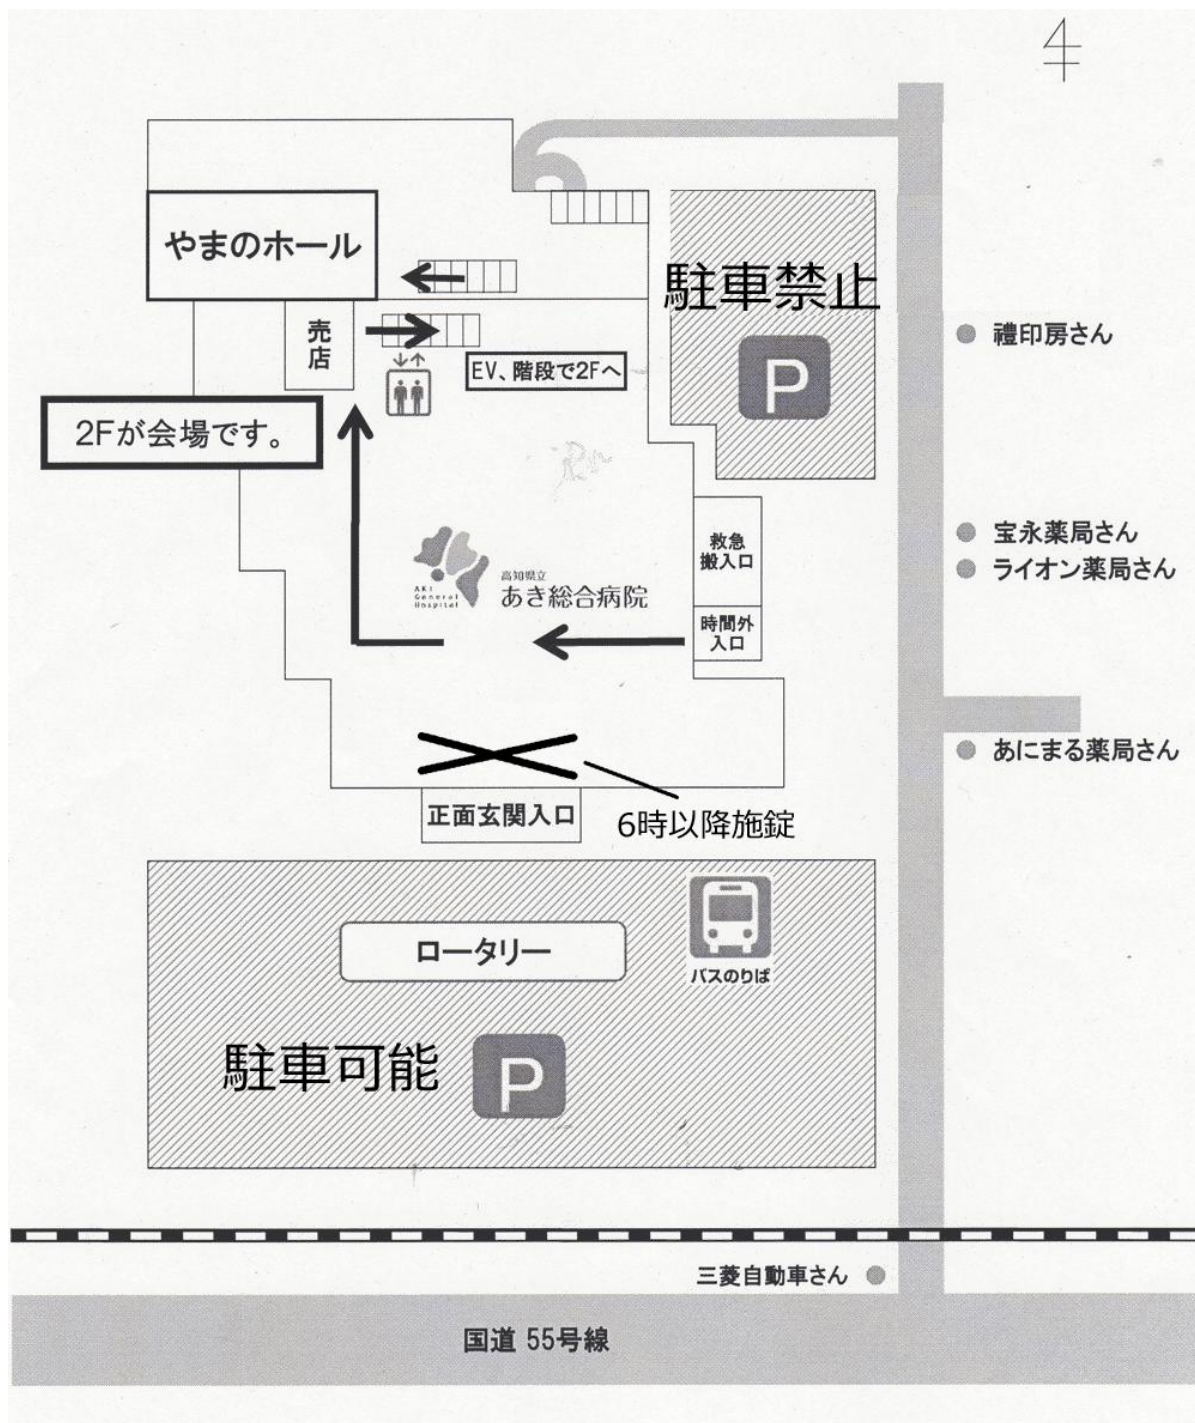 やまのホール
駐車禁止
P
売店
EV、階段で2Fへ
禮印房さん
2Fが会場です。
宝永薬局さん
ライオン薬局さん
救急
搬入口
AKI
General
Hospital
高知県立
あき総合病院
時間外
入口
あにまる薬局さん
正面玄関入口
6時以降施錠
ロータリー
バスのりば
駐車可能
P
三菱自動車さん
国道 55号線